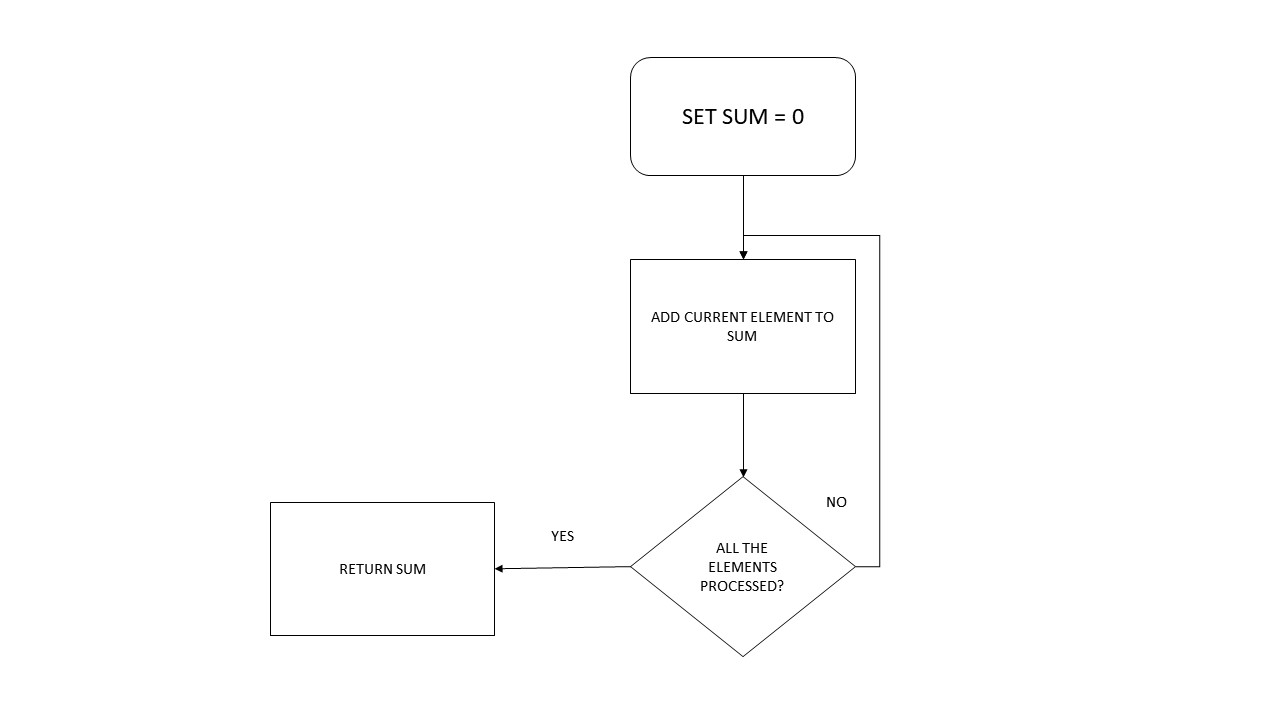 SET SUM = 0
ADD CURRENT ELEMENT TO
SUM
NO
YES
ALL THE
ELEMENTS
PROCESSED?
RETURN SUM